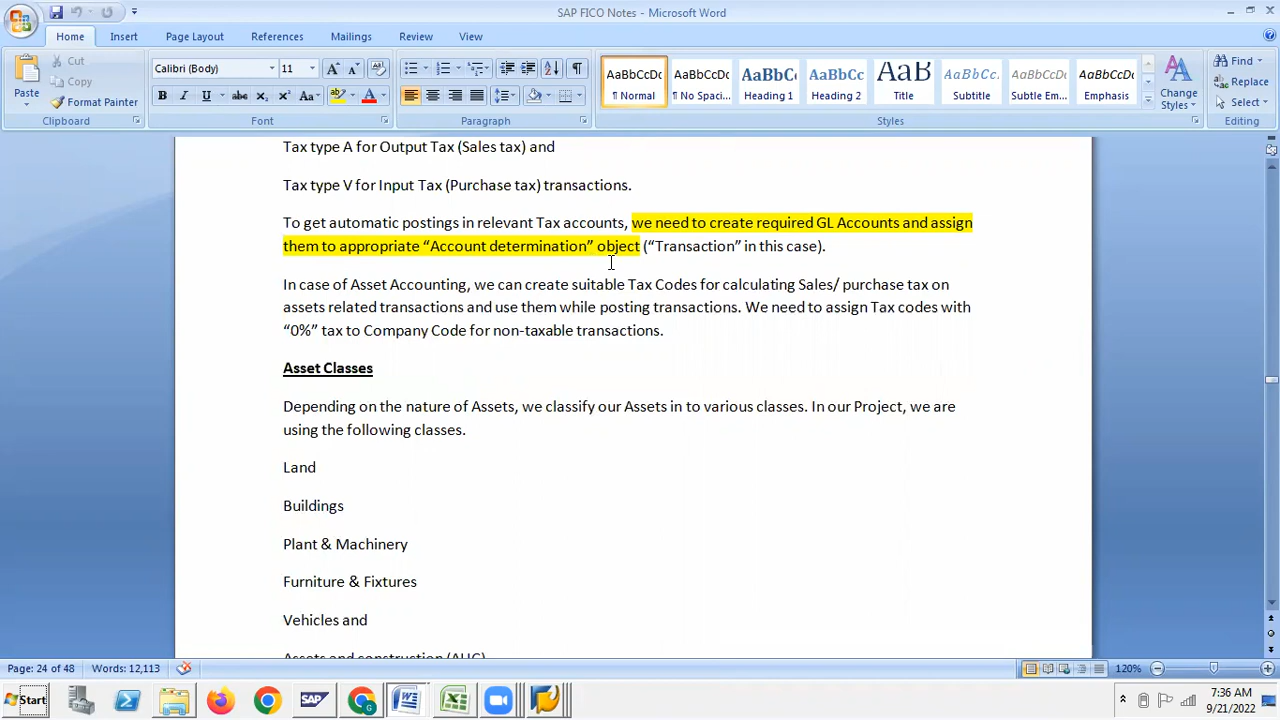 SAP FICO Notes - Microsoft Word
Home Insert Page Layout References Mailings Review View
Cut
Copy
Format Painter
Paste
Clipboard
Calibri (Body) 11
Font
Paragraph
AaBbCcDc AaBbCcDc AaBbC AaBbCc AaB AaBbCc. AaBbCcDc AaBbCcDc
¶ Normal ¶ No Spaci... Heading 1 Heading 2 Title Subtitle Subtle Em... Emphasis
Change Styles
Styles
Find
Replace
Select
Editing
Tax type A for Output Tax (Sales tax) and
Tax type V for Input Tax (Purchase tax) transactions.
To get automatic postings in relevant Tax accounts, we need to create required GL Accounts and assign
them to appropriate “Account determination” object (“Transaction” in this case).
In case of Asset Accounting, we can create suitable Tax Codes for calculating Sales/ purchase tax on
assets related transactions and use them while posting transactions. We need to assign Tax codes with
“0%” tax to Company Code for non-taxable transactions.
Asset Classes
Depending on the nature of Assets, we classify our Assets in to various classes. In our Project, we are
using the following classes.
Land
Buildings
Plant & Machinery
Furniture & Fixtures
Vehicles and
Assets and construction (AUC)
Page: 24 of 48 Words: 12,113 120%
Start SAP 7:36 AM
9/21/2022